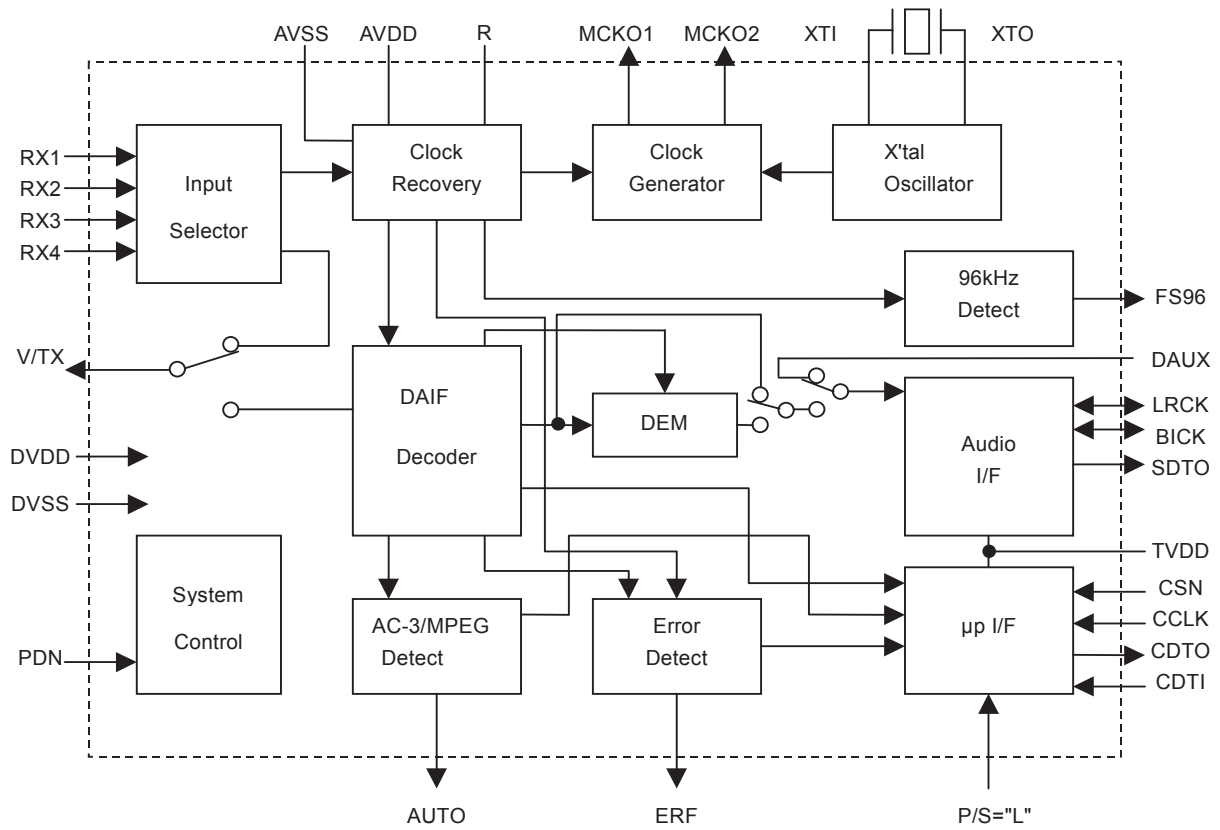 AVSS
AVDD
R
MCKO1
MCKO2
XTI
XTO
RX1
RX2
RX3
RX4
Input
Selector
Clock
Recovery
Clock
Generator
X'tal
Oscillator
96kHz
Detect
FS96
V/TX
DAUX
DAIF
Decoder
DEM
Audio
I/F
LRCK
BICK
SDTO
DVDD
DVSS
TVDD
System
Control
PDN
AC-3/MPEG
Detect
Error
Detect
µp I/F
CSN
CCLK
CDTO
CDTI
AUTO
ERF
P/S="L"